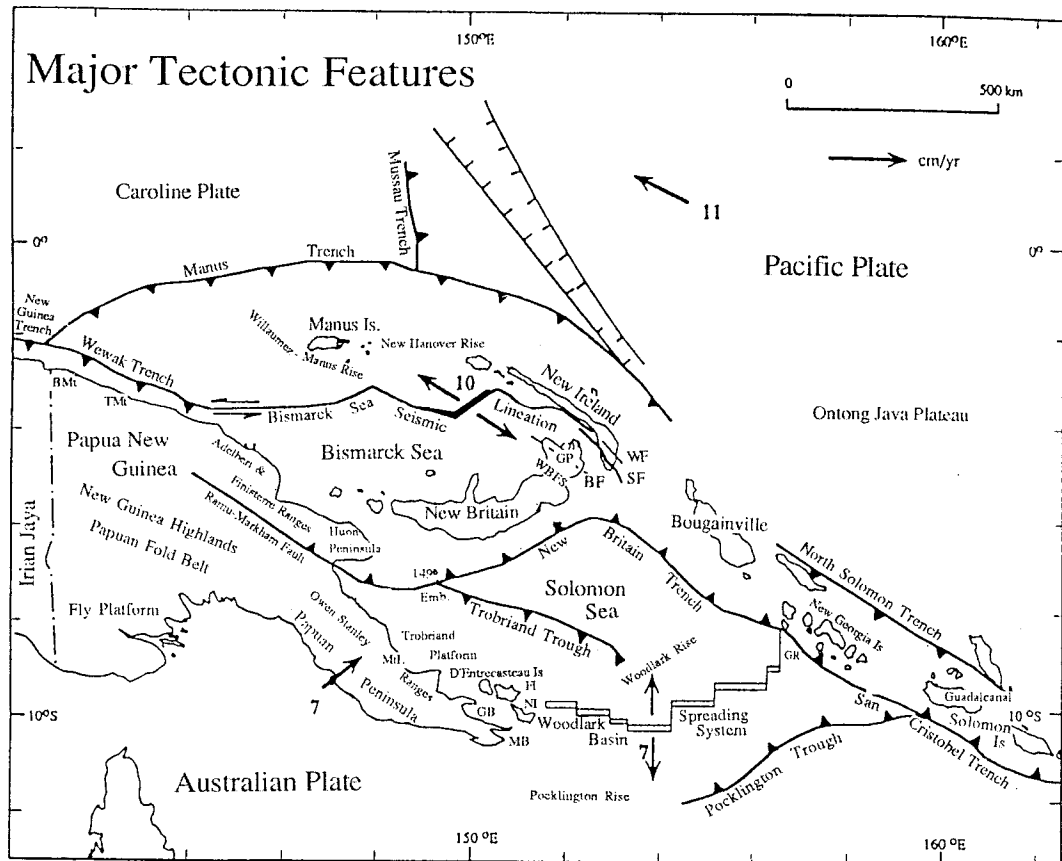 150°E
160°E
Major Tectonic Features
0
500 km
cm/yr
Caroline Plate
Mussau Trench
11
0°
0°
Manus Trench
Pacific Plate
New
Guinea
Trench
Manus Is.
Willaumez - Manus Rise
New Hanover Rise
Wewak Trench
10
New Ireland
BMt
TMt
Bismarck Sea Seismic Lineation
Ontong Java Plateau
Papua New
Guinea
Adelbert &
Finisterre Ranges
Bismarck Sea
GP
WF
SF
WBFS
BF
New Britain
Bougainville
Irian Jaya
New Guinea Highlands
Papuan Fold Belt
Ramu-Markham Fault
Huon
Peninsula
New Britain Trench
North Solomon Trench
149°
Emb.
Solomon
Sea
Fly Platform
Owen Stanley
Ranges
Trobriand Trough
New Georgia Is
Papuan
Peninsula
Trobriand
Platform
MtL
Woodlark Rise
GR
D'Entrecasteau Is
FI
NI
Guadalcanal
7
GB
MB
10°S
Woodlark
Basin
Spreading
System
7
San
Cristobel Trench
Solomon
Is
10°S
Pocklington Trough
Australian Plate
Pocklington Rise
150°E
160°E